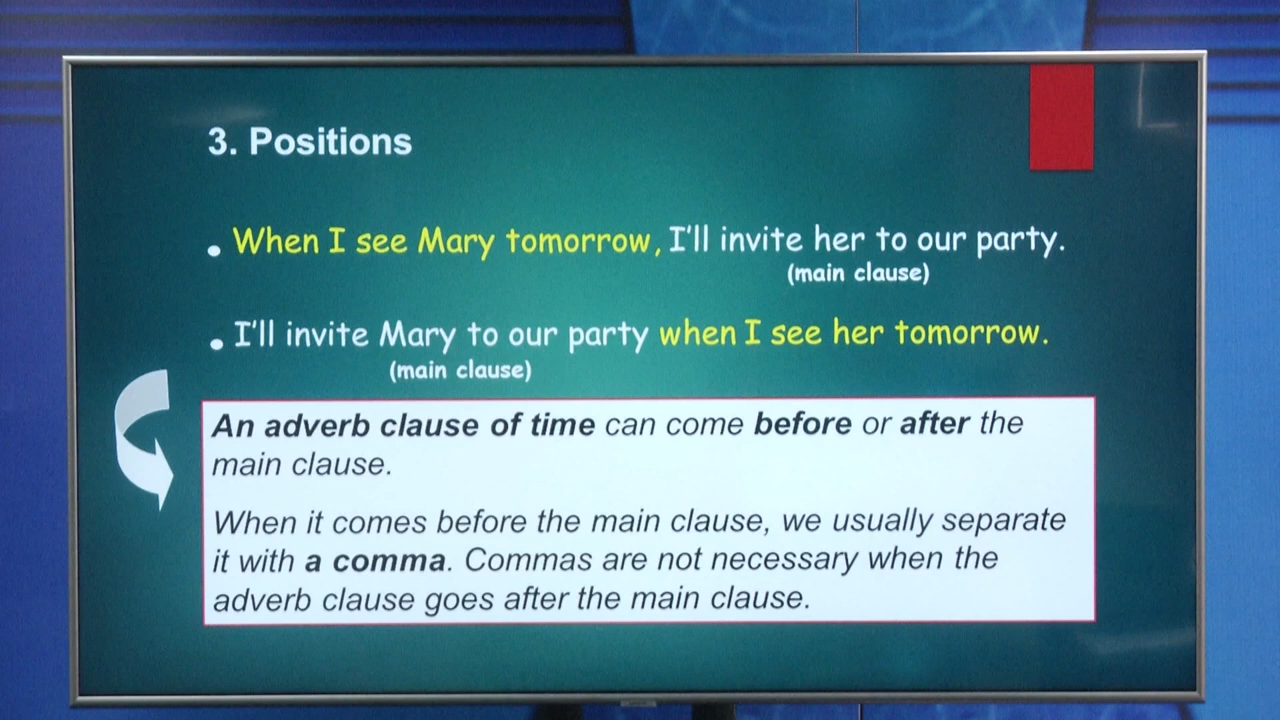 3. Positions
When I see Mary tomorrow, I'll invite her to our party.
(main clause)
I'll invite Mary to our party when I see her tomorrow.
(main clause)
An adverb clause of time can come before or after the
main clause.
When it comes before the main clause, we usually separate
it with a comma. Commas are not necessary when the
adverb clause goes after the main clause.